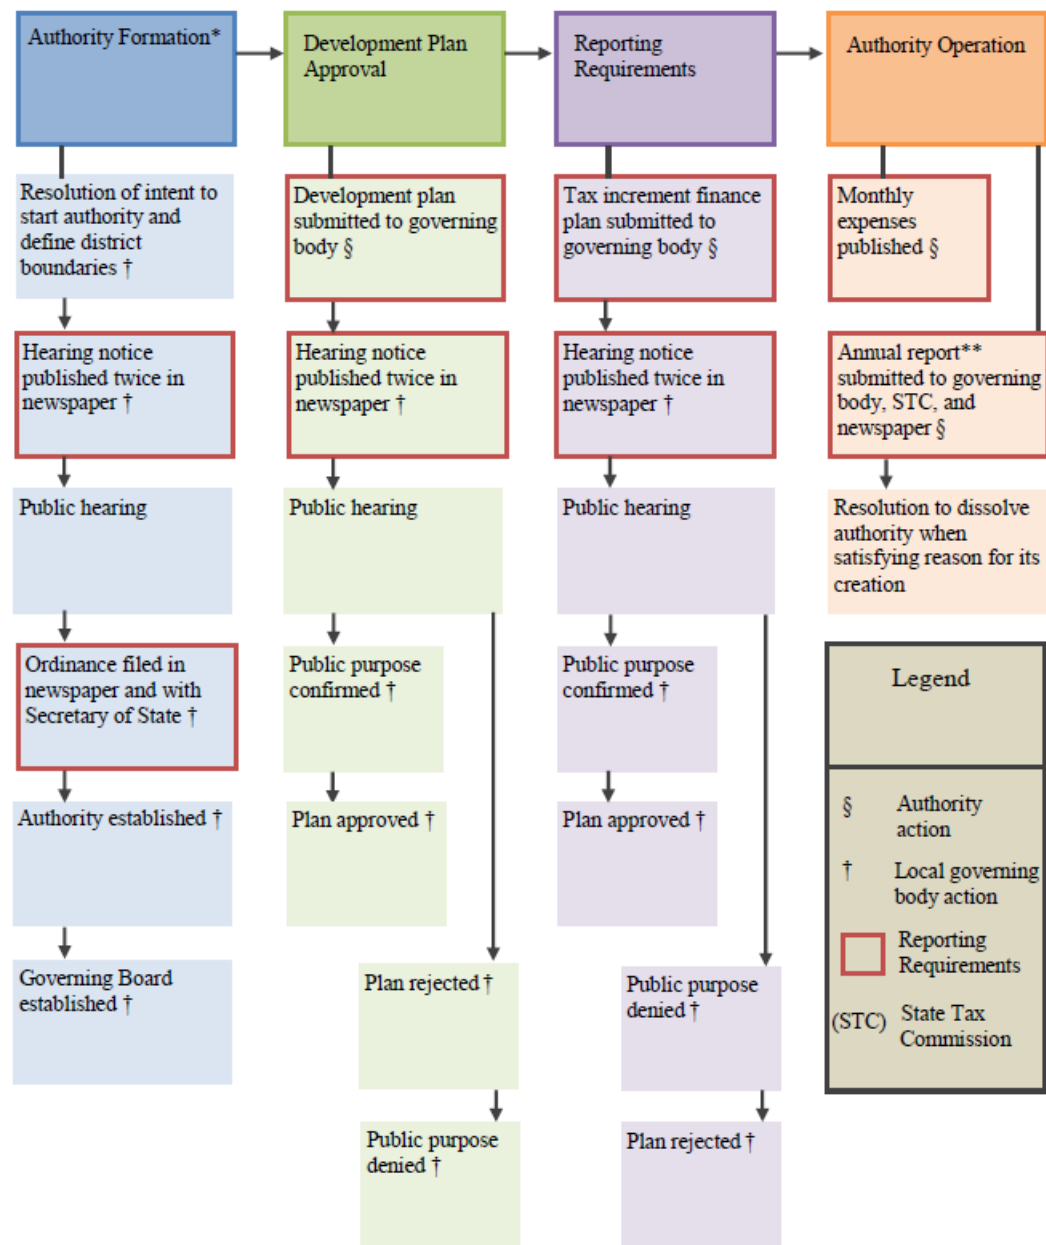 Authority Formation*
Development Plan
Approval
Reporting
Requirements
Authority Operation
Resolution of intent to
start authority and
define district
boundaries †
Hearing notice
published twice in
newspaper †
Public hearing
Ordinance filed in
newspaper and with
Secretary of State †
Authority established †
Governing Board
established †
Development plan
submitted to governing
body §
Hearing notice
published twice in
newspaper †
Public hearing
Public purpose
confirmed †
Plan approved †
Plan rejected †
Public purpose
denied †
Tax increment finance
plan submitted to
governing body §
Hearing notice
published twice in
newspaper †
Public hearing
Public purpose
confirmed †
Plan approved †
Public purpose
denied †
Plan rejected †
Monthly
expenses
published §
Annual report**
submitted to governing
body, STC, and
newspaper §
Resolution to dissolve
authority when
satisfying reason for its
creation
Legend
§ Authority
action
† Local governing
body action
Reporting
Requirements
(STC) State Tax
Commission